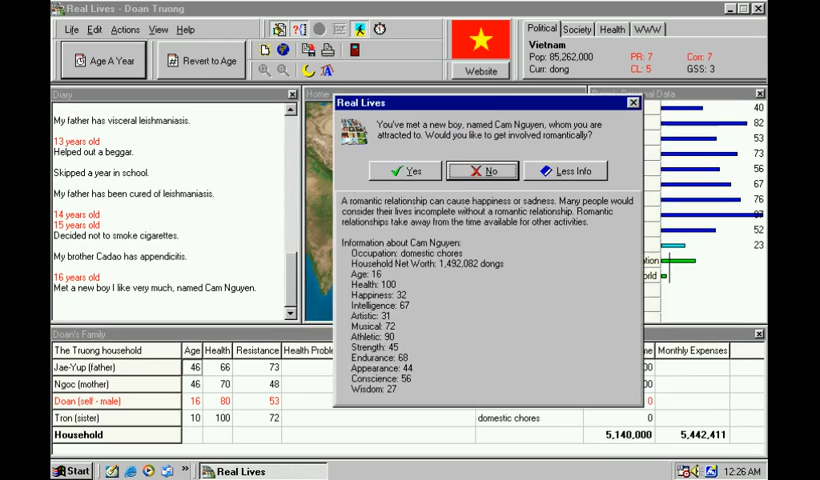 Real Lives - Doan Truong
Life Edit Actions View Help
Age A Year
Revert to Age
Website
Political Society Health WWW
Vietnam
Pop: 85,262,000 PR: 7 Corr: 7
Curr: dong CL: 5 GSS: 3
Diary
My father has visceral leishmaniasis.
13 years old
Helped out a beggar.
Skipped a year in school.
My father has been cured of leishmaniasis.
14 years old
15 years old
Decided not to smoke cigarettes.
My brother Cadao has appendicitis.
16 years old
Met a new boy I like very much, named Cam Nguyen.
Real Lives
You've met a new boy, named Cam Nguyen, whom you are
attracted to. Would you like to get involved romantically?
Yes
No
Less Info
A romantic relationship can cause happiness or sadness. Many people would
consider their lives incomplete without a romantic relationship. Romantic
relationships take away from the time available for other activities.
Information about Cam Nguyen:
Occupation: domestic chores
Household Net Worth: 1,492,082 dongs
Age: 16
Health: 100
Happiness: 32
Intelligence: 67
Artistic: 31
Musical: 72
Athletic: 90
Strength: 45
Endurance: 68
Appearance: 44
Conscience: 56
Wisdom: 27
40
82
53
73
56
67
76
52
23
Doan's Family
The Truong household Age Health Resistance Monthly Expenses
Jae-Yup (father) 46 66 73
Ngoc (mother) 46 70 48
Doan (self - male) 16 80 53 0
Tron (sister) 10 100 72 domestic chores 0
Household 5,140,000 5,442,411
Start
Real Lives
12:26 AM